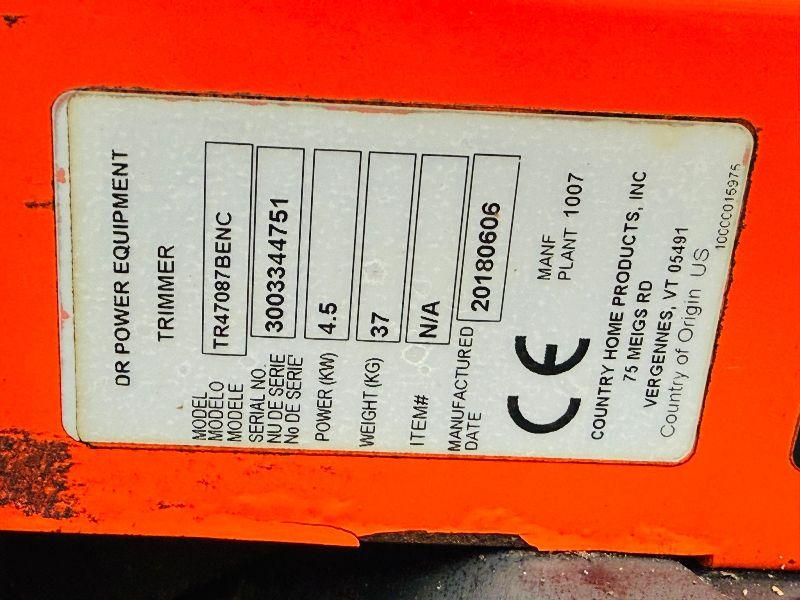 DR POWER EQUIPMENT
TRIMMER
MODEL
MODELO
MODELE
TR47087BENC
SERIAL NO.
NU DE SERIE
No DE SERIE'
3003344751
POWER (KW)
4.5
WEIGHT (KG)
37
ITEM#
N/A
MANUFACTURED
DATE
20180606
MANF
PLANT 1007
CE
COUNTRY HOME PRODUCTS, INC
75 MEIGS RD
VERGENNES, VT 05491
Country of Origin US
10CCC015975